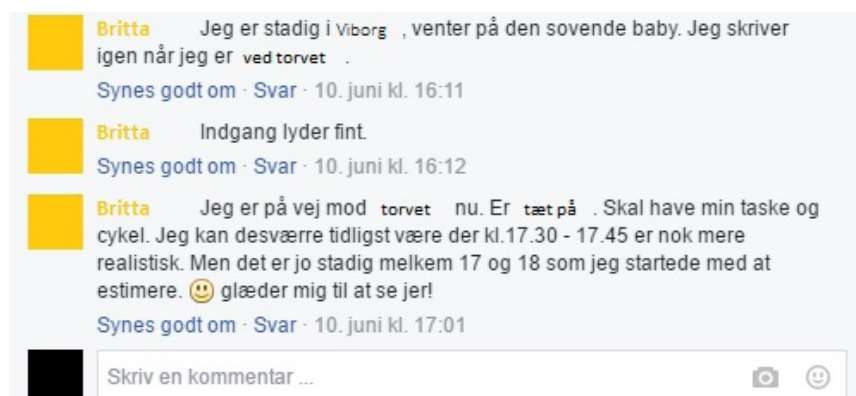 Britta Jeg er stadig i Viborg , venter på den sovende baby. Jeg skriver
igen når jeg er ved torvet .
Synes godt om · Svar · 10. juni kl. 16:11
Britta Indgang lyder fint.
Synes godt om · Svar · 10. juni kl. 16:12
Britta Jeg er på vej mod torvet nu. Er tæt på . Skal have min taske og
cykel. Jeg kan desværre tidligst være der kl.17.30 - 17.45 er nok mere
realistisk. Men det er jo stadig melkem 17 og 18 som jeg startede med at
estimere. 🙂 glæder mig til at se jer!
Synes godt om · Svar · 10. juni kl. 17:01
Skriv en kommentar ...